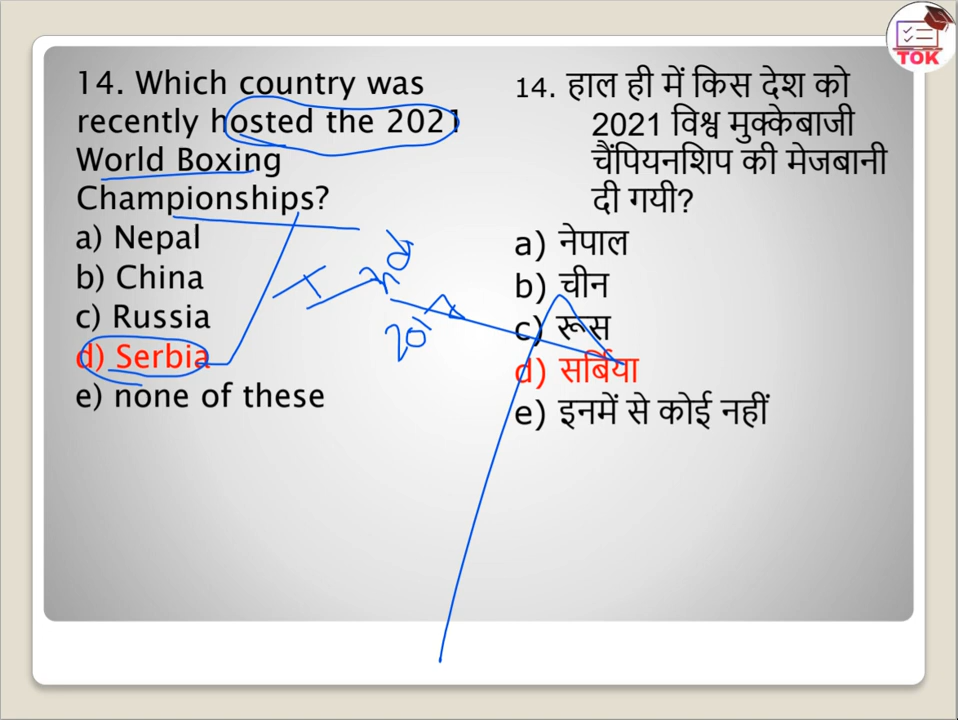 14. Which country was
recently hosted the 2021
World Boxing
Championships?
a) Nepal
b) China
c) Russia
d) Serbia
e) none of these
14. हाल ही में किस देश को
2021 विश्व मुक्केबाजी
चैंपियनशिप की मेजबानी
दी गयी?
a) नेपाल
b) चीन
c) रूस
d) सर्बिया
e) इनमें से कोई नहीं
TOK